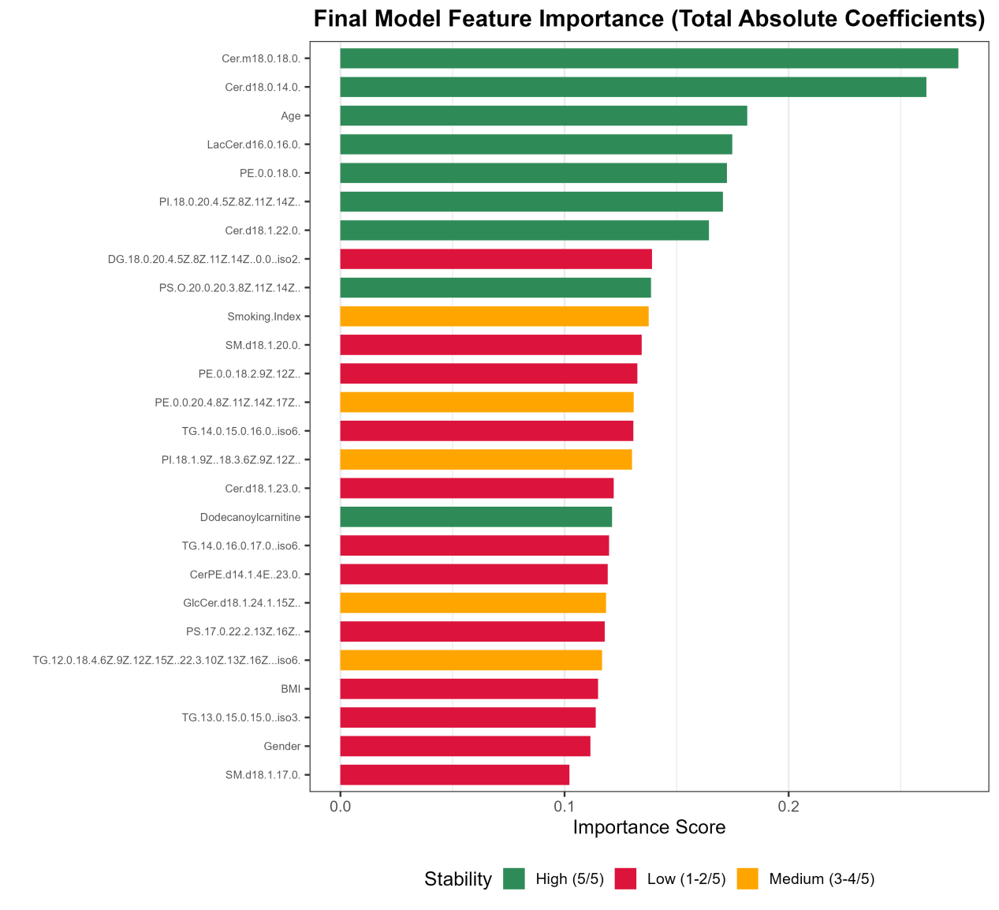 Final Model Feature Importance (Total Absolute Coefficients)
Cer.m18.0.18.0.
Cer.d18.0.14.0.
Age
LacCer.d16.0.16.0.
PE.0.0.18.0.
PI.18.0.20.4.5Z.8Z.11Z.14Z..
Cer.d18.1.22.0.
DG.18.0.20.4.5Z.8Z.11Z.14Z..0.0..iso2.
PS.O.20.0.20.3.8Z.11Z.14Z..
Smoking.Index
SM.d18.1.20.0.
PE.0.0.18.2.9Z.12Z..
PE.0.0.20.4.8Z.11Z.14Z.17Z..
TG.14.0.15.0.16.0..iso6.
PI.18.1.9Z..18.3.6Z.9Z.12Z..
Cer.d18.1.23.0.
Dodecanoylcarnitine
TG.14.0.16.0.17.0..iso6.
CerPE.d14.1.4E..23.0.
GlcCer.d18.1.24.1.15Z..
PS.17.0.22.2.13Z.16Z..
TG.12.0.18.4.6Z.9Z.12Z.15Z..22.3.10Z.13Z.16Z...iso6.
BMI
TG.13.0.15.0.15.0..iso3.
Gender
SM.d18.1.17.0.
0.0 0.1 0.2
Importance Score
Stability High (5/5) Low (1-2/5) Medium (3-4/5)